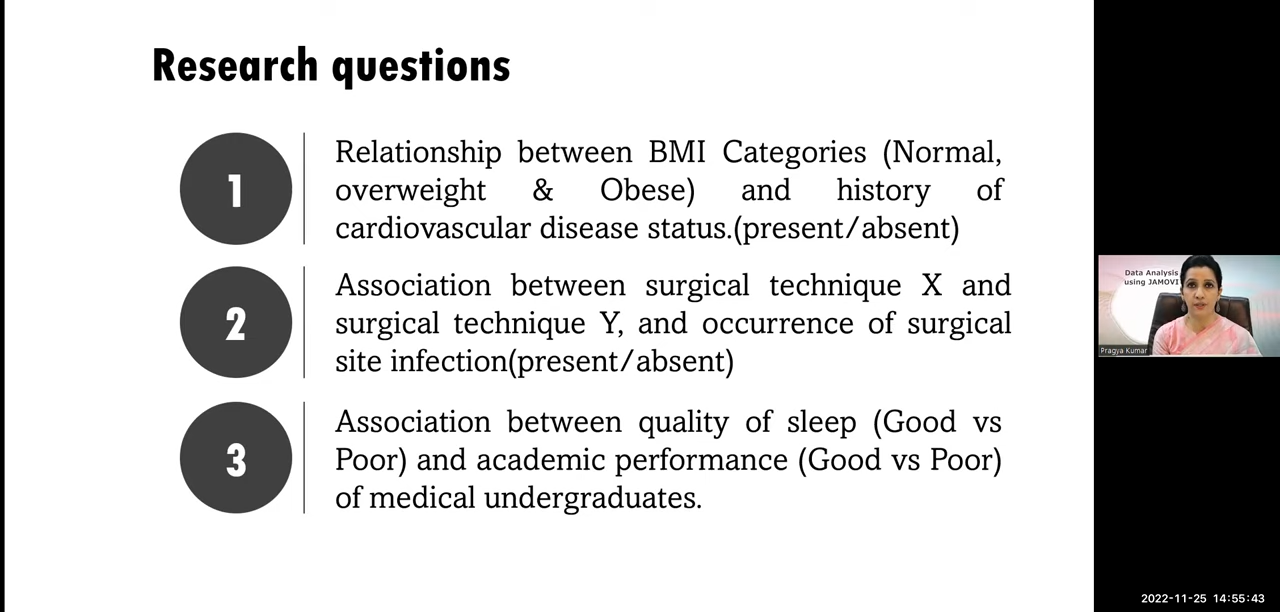 Research questions
1
Relationship between BMI Categories (Normal,
overweight & Obese) and history of
cardiovascular disease status.(present/absent)
2
Association between surgical technique X and
surgical technique Y, and occurrence of surgical
site infection(present/absent)
3
Association between quality of sleep (Good vs
Poor) and academic performance (Good vs Poor)
of medical undergraduates.
Data Analysis
using JAMOVI
Pragya Kumar
2022-11-25 14:55:43